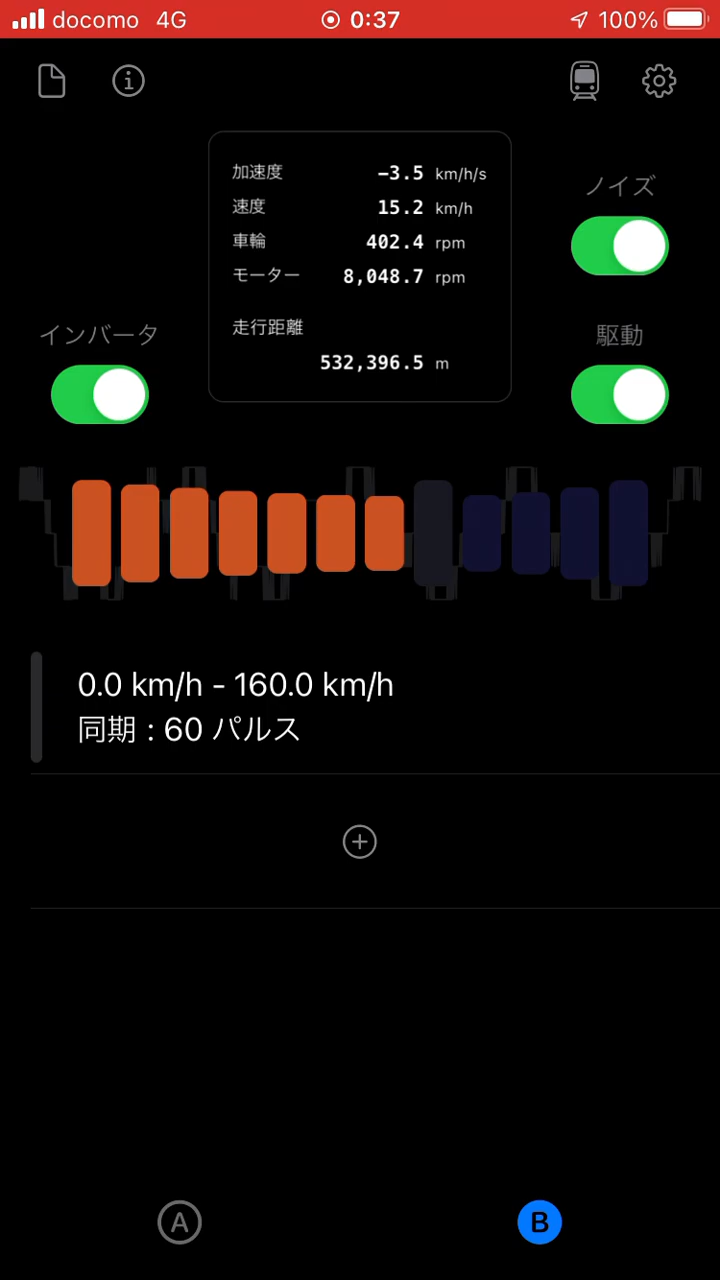 docomo 4G 0:37 100%
加速度 −3.5 km/h/s
速度 15.2 km/h
車輪 402.4 rpm
モーター 8,048.7 rpm
走行距離
532,396.5 m
ノイズ
インバータ
駆動
0.0 km/h - 160.0 km/h
同期 : 60 パルス
A
B